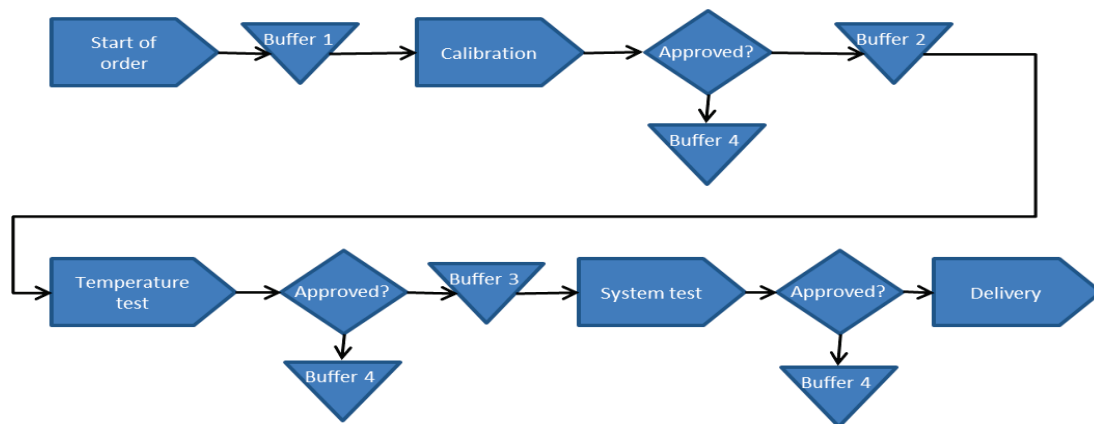 Start of
order
Buffer 1
Calibration
Approved?
Buffer 2
Buffer 4
Temperature
test
Approved?
Buffer 3
System test
Approved?
Delivery
Buffer 4
Buffer 4